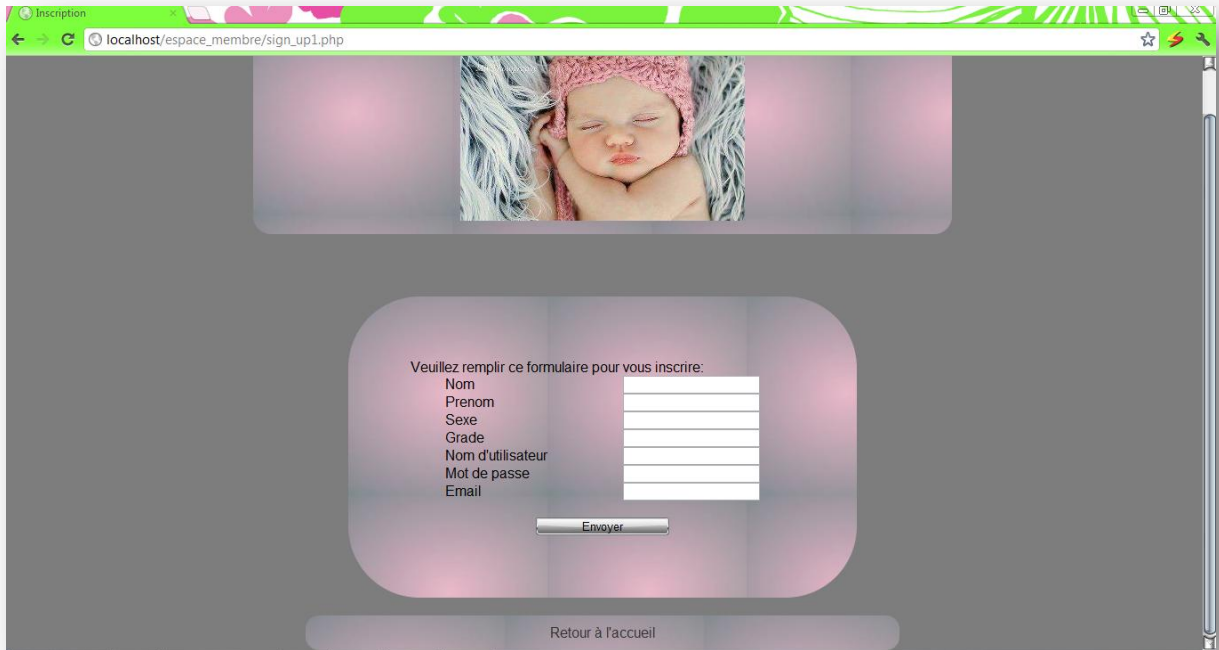 Inscription
localhost/espace_membre/sign_up1.php
Veuillez remplir ce formulaire pour vous inscrire:
Nom
Prenom
Sexe
Grade
Nom d'utilisateur
Mot de passe
Email
Envoyer
Retour à l'accueil